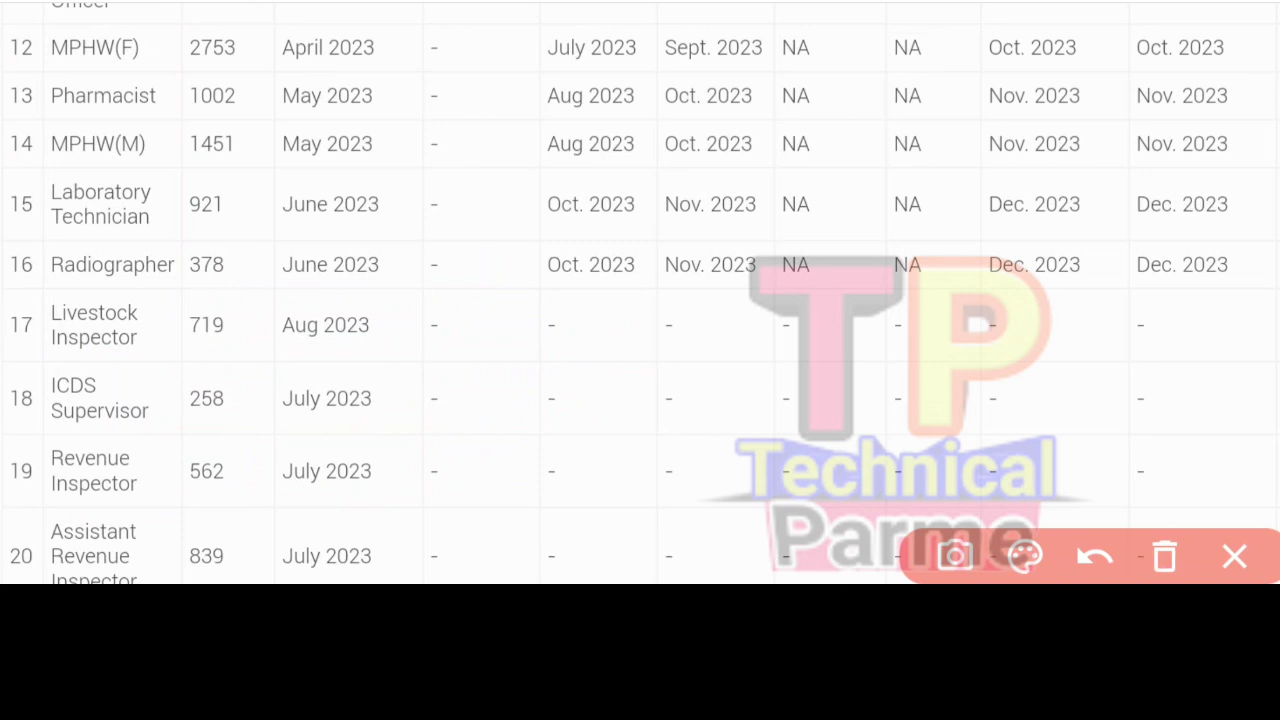 Officer
12 MPHW(F) 2753 April 2023 - July 2023 Sept. 2023 NA NA Oct. 2023 Oct. 2023
13 Pharmacist 1002 May 2023 - Aug 2023 Oct. 2023 NA NA Nov. 2023 Nov. 2023
14 MPHW(M) 1451 May 2023 - Aug 2023 Oct. 2023 NA NA Nov. 2023 Nov. 2023
15 Laboratory Technician 921 June 2023 - Oct. 2023 Nov. 2023 NA NA Dec. 2023 Dec. 2023
16 Radiographer 378 June 2023 - Oct. 2023 Nov. 2023 NA NA Dec. 2023 Dec. 2023
17 Livestock Inspector 719 Aug 2023 - - - - - - -
18 ICDS Supervisor 258 July 2023 - - - - - - -
19 Revenue Inspector 562 July 2023 - - - - - - -
20 Assistant Revenue Inspector 839 July 2023 - - - - - - -
TP
Technical
Parme